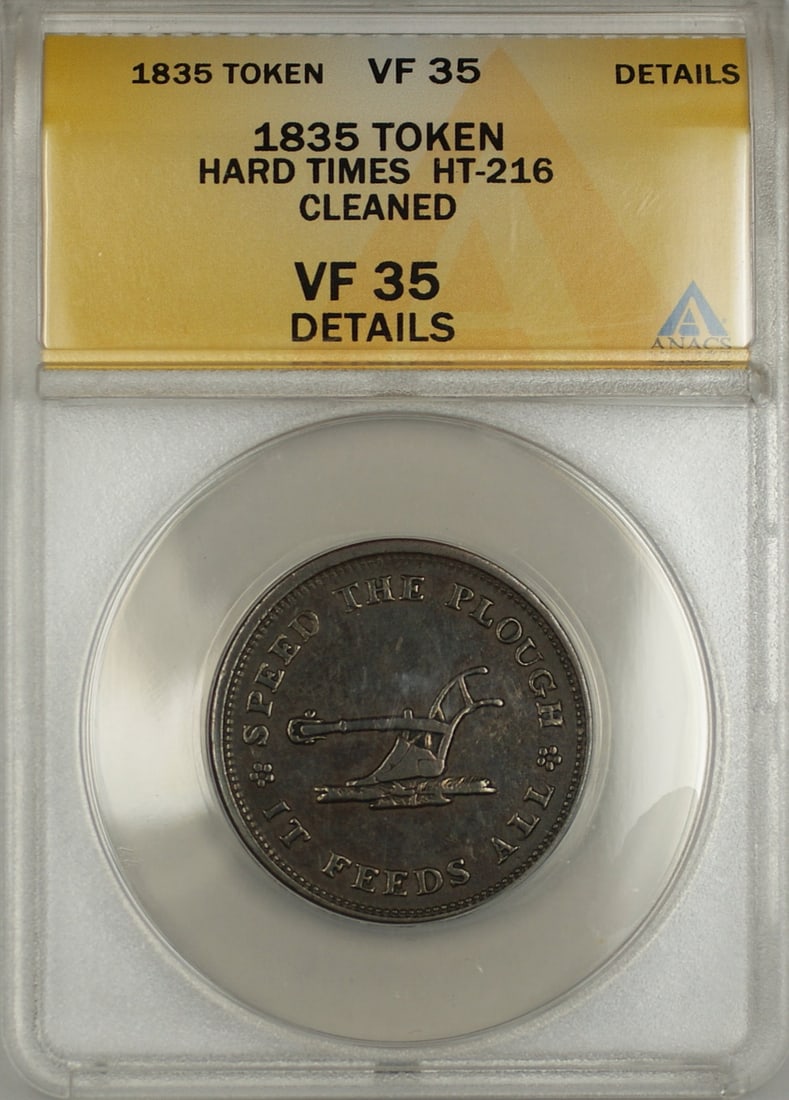 1835 TOKEN VF 35 DETAILS
1835 TOKEN
HARD TIMES HT-216
CLEANED
VF 35
DETAILS
ANACS
SPEED THE PLOUGH
IT FEEDS ALL